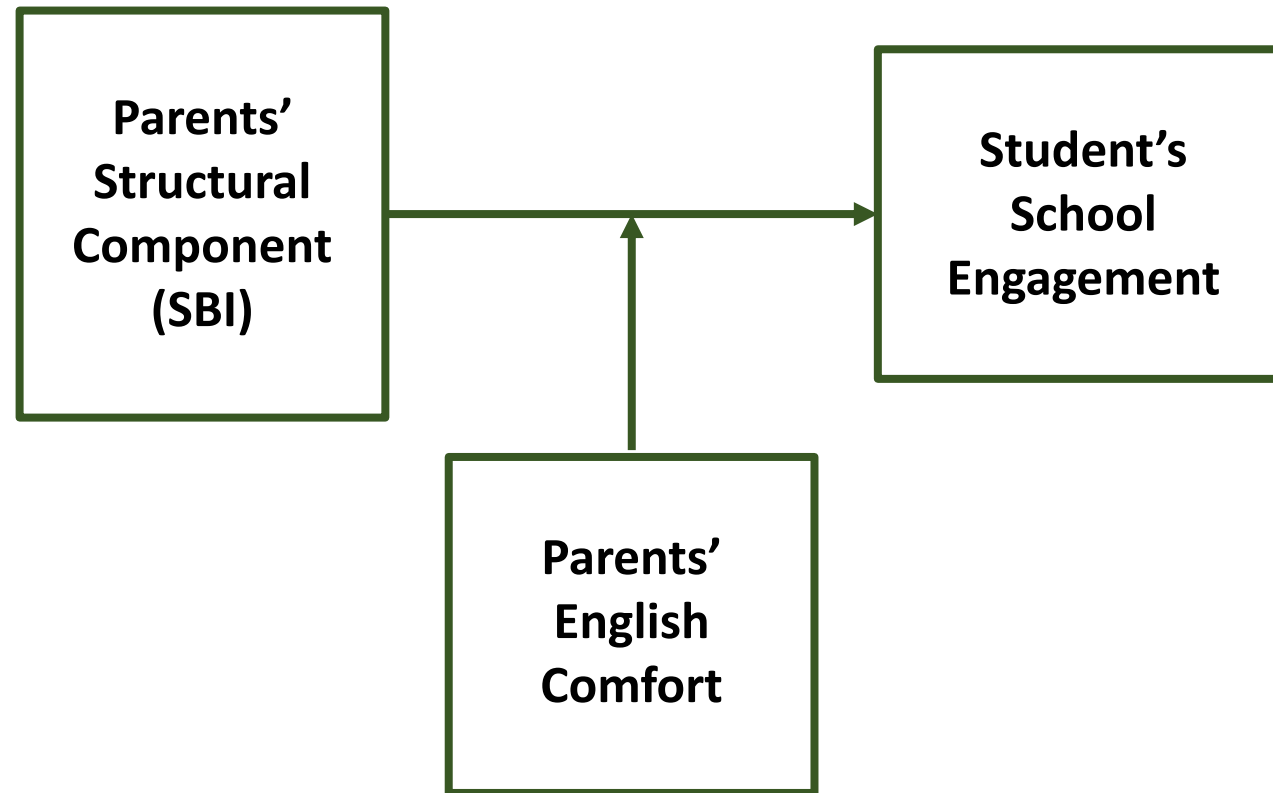 Parents’
Structural
Component
(SBI)
Student’s
School
Engagement
Parents’
English
Comfort